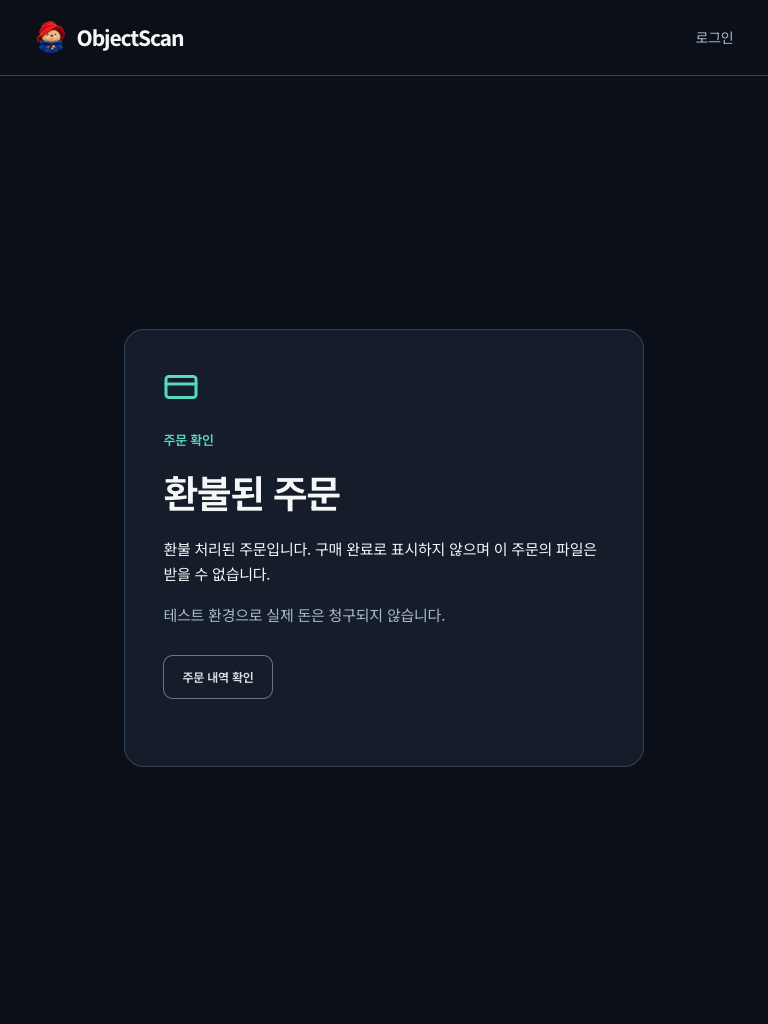 ObjectScan
로그인
주문 확인
환불된 주문
환불 처리된 주문입니다. 구매 완료로 표시하지 않으며 이 주문의 파일은
받을 수 없습니다.
테스트 환경으로 실제 돈은 청구되지 않습니다.
주문 내역 확인